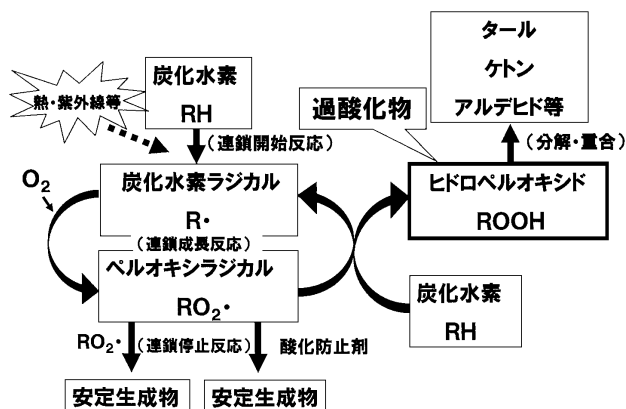 タール
ケトン
アルデヒド等
炭化水素
RH
熱・紫外線等
過酸化物
(連鎖開始反応)
(分解・重合)
O₂
炭化水素ラジカル
R・
ヒドロペルオキシド
ROOH
(連鎖成長反応)
ペルオキシラジカル
RO₂・
炭化水素
RH
RO₂・
(連鎖停止反応)
酸化防止剤
安定生成物
安定生成物